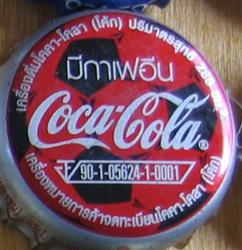 เครื่องดื่มโคคา-โคลา (โค้ก) ปริมาตรสุทธิ
มีกาเฟอีน
Coca-Cola®
90-1-05624-1-0001
เครื่องหมายการค้าจดทะเบียนโคคา-โคลา (โค้ก)